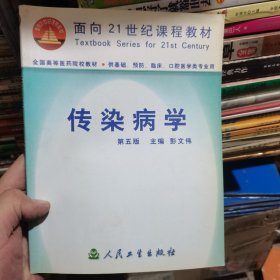 面向21世纪课程教材
Textbook Series for 21st Century
全国高等医药院校教材·供基础、预防、临床、口腔医学类专业用
传染病学
第五版 主编 彭文伟
人民卫生出版社